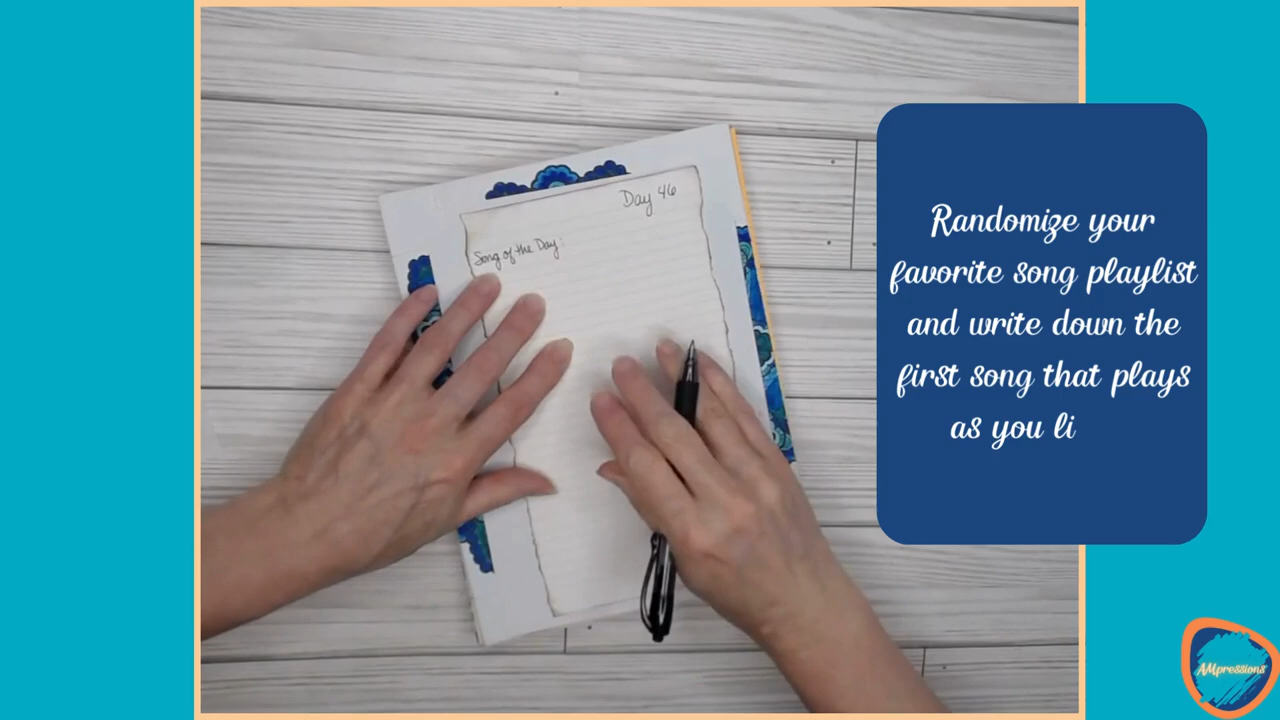 Day 46
Song of the Day:
Randomize your
favorite song playlist
and write down the
first song that plays
as you li
AMpressions